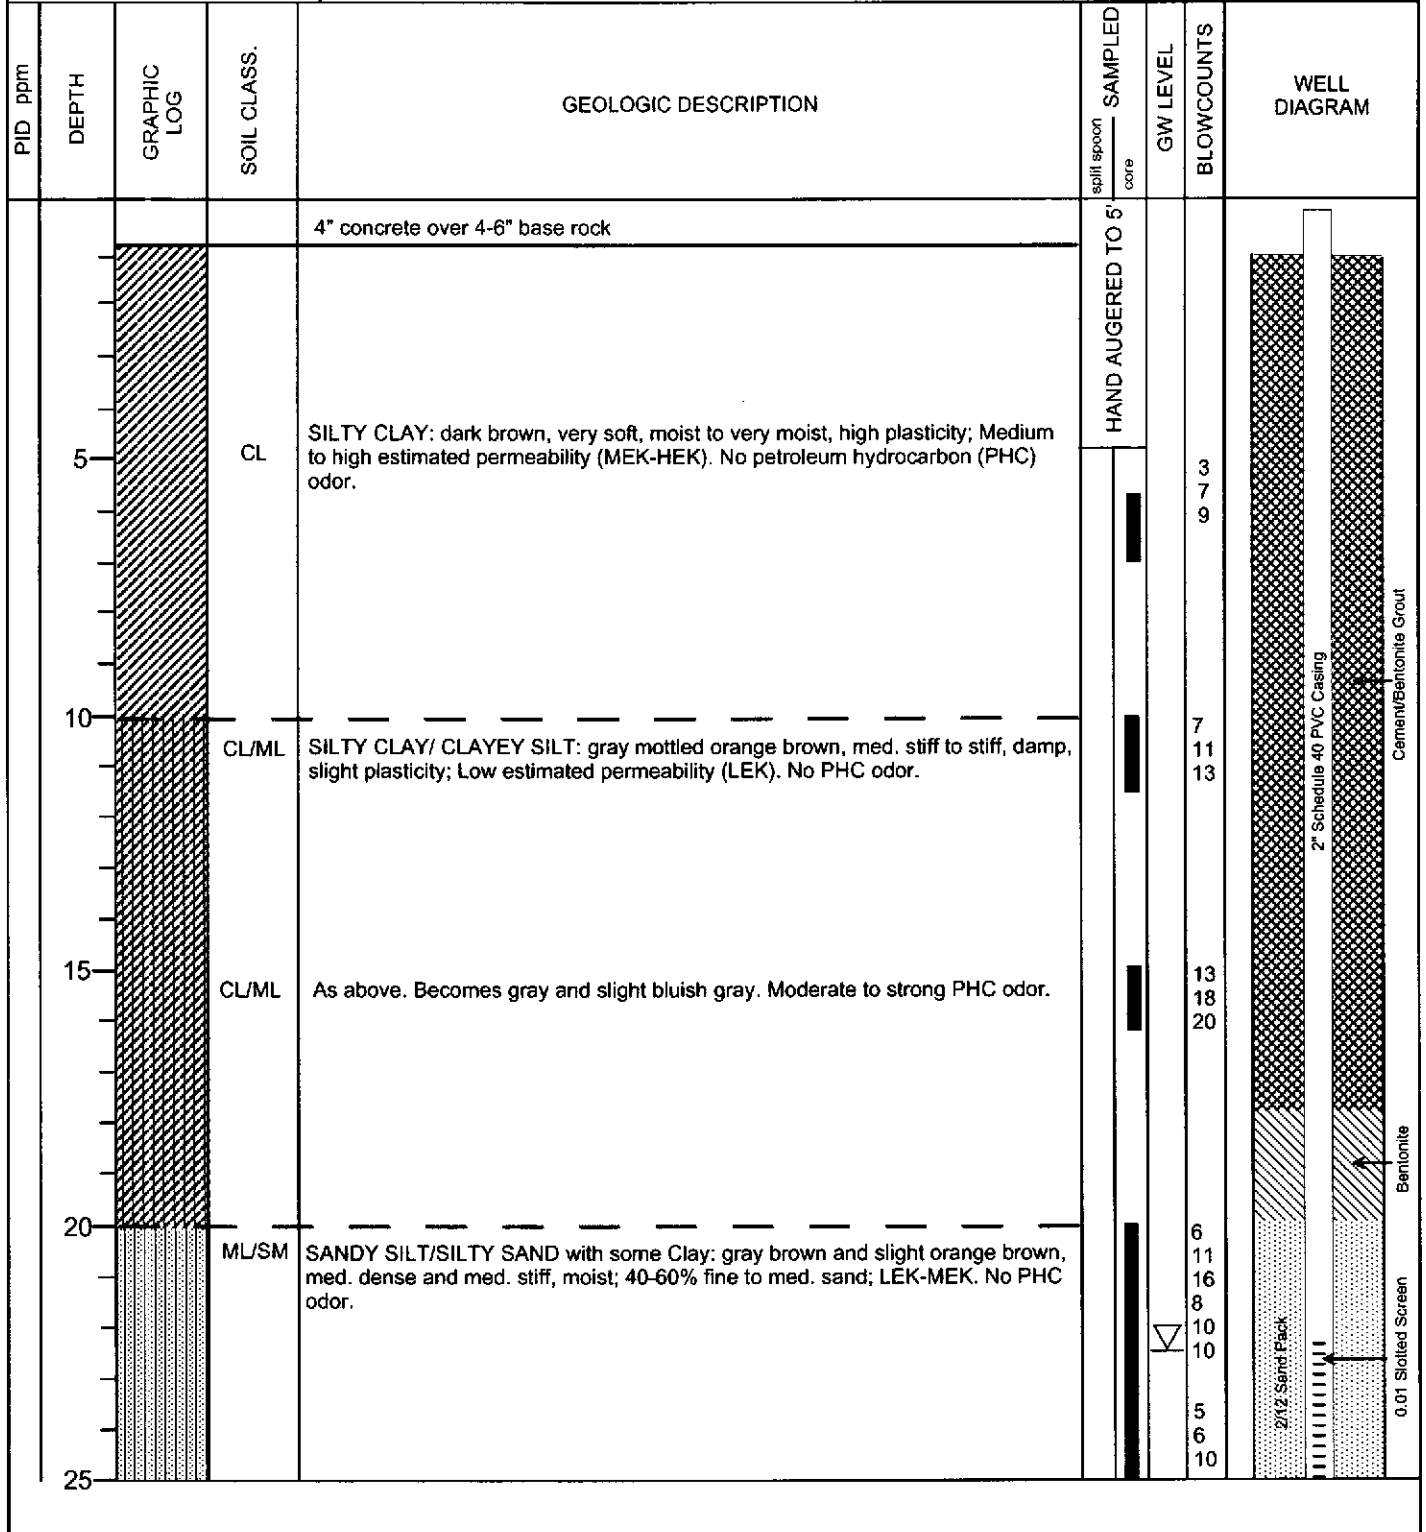 PID ppm
DEPTH
GRAPHIC
LOG
SOIL CLASS.
GEOLOGIC DESCRIPTION
split spoon
core
SAMPLED
GW LEVEL
BLOWCOUNTS
WELL
DIAGRAM
4" concrete over 4-6" base rock
HAND AUGERED TO 5'
5
CL
SILTY CLAY: dark brown, very soft, moist to very moist, high plasticity; Medium
to high estimated permeability (MEK-HEK). No petroleum hydrocarbon (PHC)
odor.
3
7
9
10
CL/ML
SILTY CLAY/ CLAYEY SILT: gray mottled orange brown, med. stiff to stiff, damp,
slight plasticity; Low estimated permeability (LEK). No PHC odor.
7
11
13
2" Schedule 40 PVC Casing
Cement/Bentonite Grout
15
CL/ML
As above. Becomes gray and slight bluish gray. Moderate to strong PHC odor.
13
18
20
Bentonite
20
ML/SM
SANDY SILT/SILTY SAND with some Clay: gray brown and slight orange brown,
med. dense and med. stiff, moist; 40-60% fine to med. sand; LEK-MEK. No PHC
odor.
6
11
16
8
10
10
5
6
10
2/12 Sand Pack
0.01 Slotted Screen
25